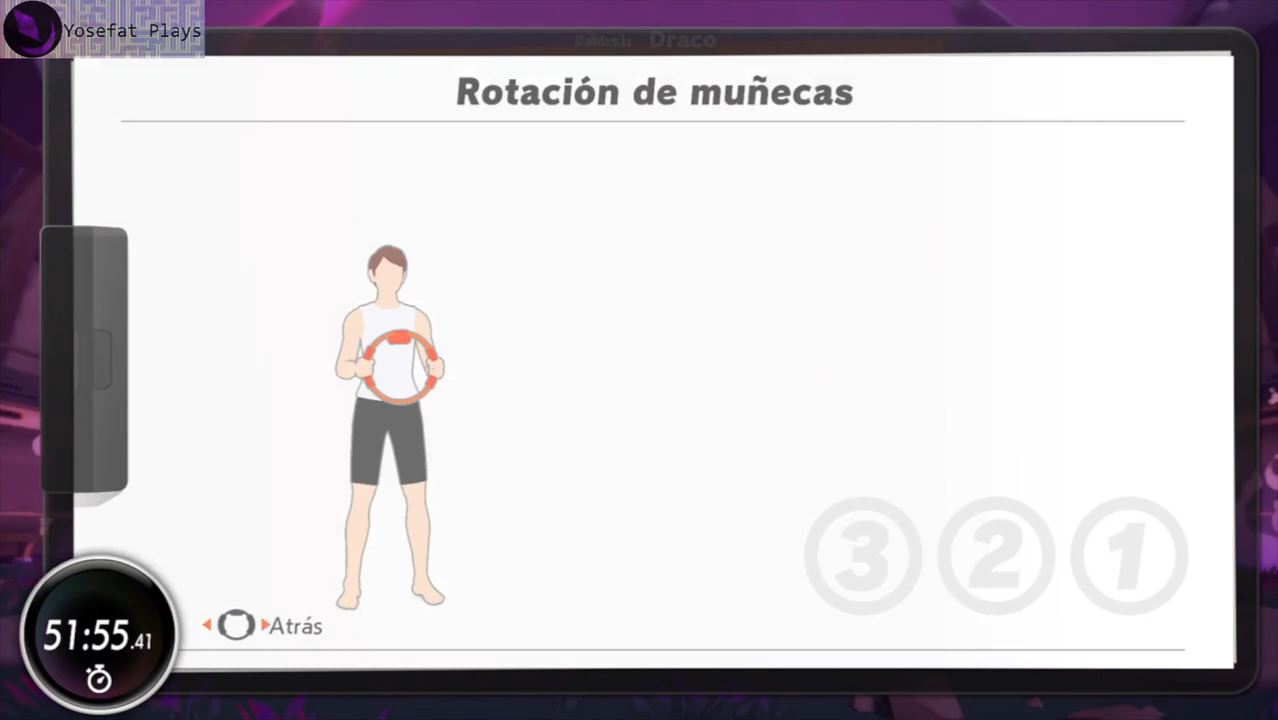 Yosefat Plays
Draco
Rotación de muñecas
3 2 1
Atrás
51:55.41